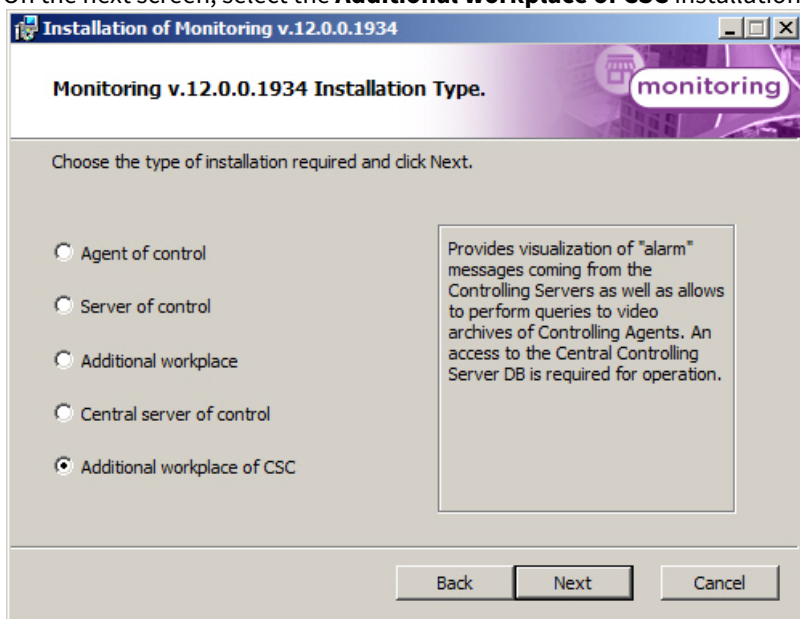 On the next screen, select the Additional workplace of CSC installation
Installation of Monitoring v.12.0.0.1934
Monitoring v.12.0.0.1934 Installation Type.
monitoring
Choose the type of installation required and click Next.
Agent of control
Server of control
Additional workplace
Central server of control
Additional workplace of CSC
Provides visualization of "alarm"
messages coming from the
Controlling Servers as well as allows
to perform queries to video
archives of Controlling Agents. An
access to the Central Controlling
Server DB is required for operation.
Back Next Cancel